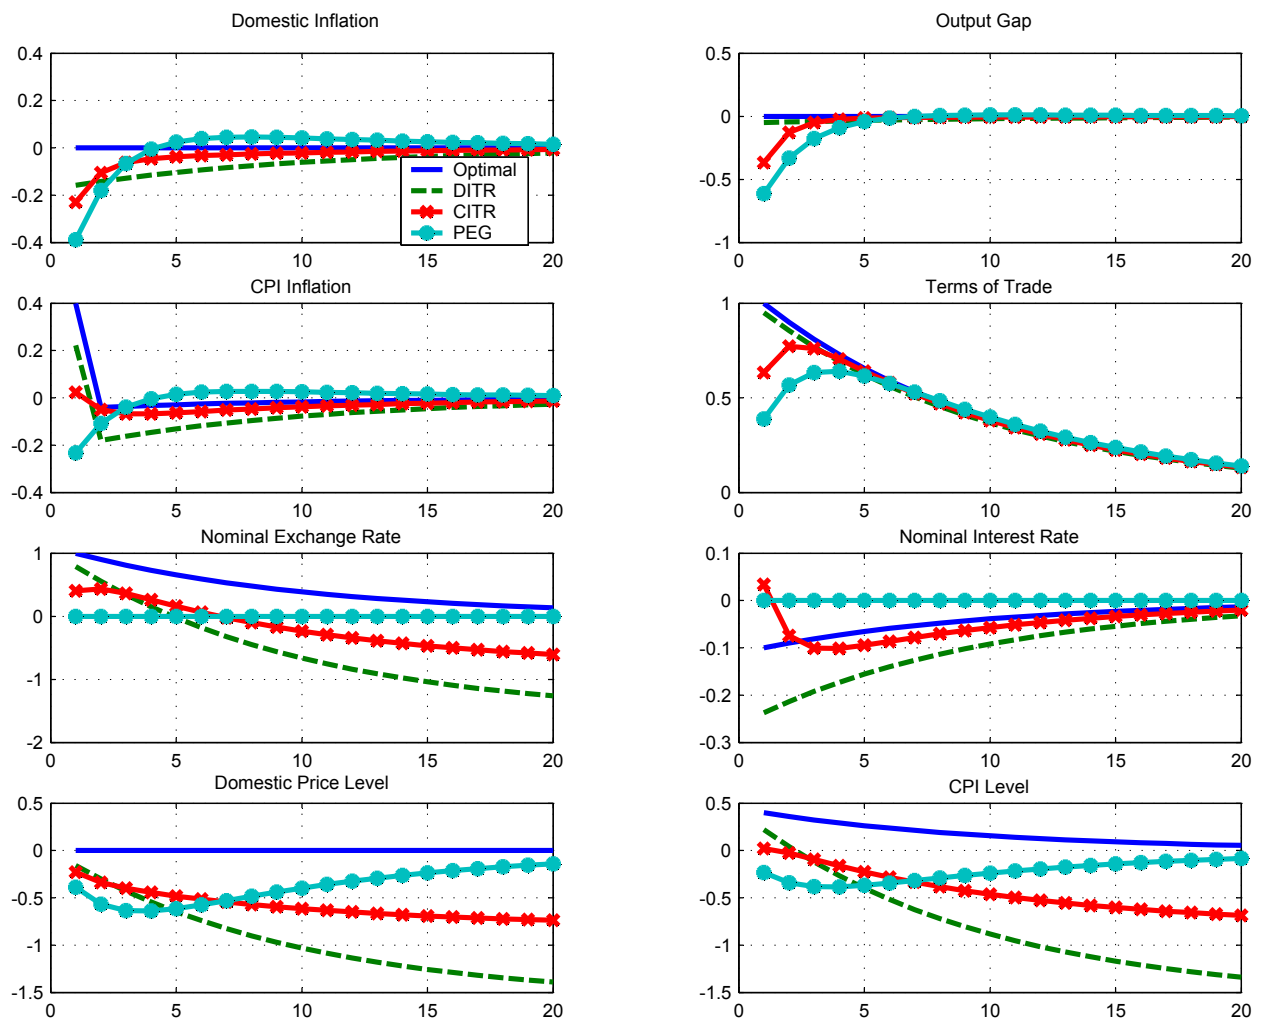 Domestic Inflation
0.4
0.2
0
-0.2
-0.4
0 5 10 15 20
Optimal
DITR
CITR
PEG
Output Gap
0.5
0
-0.5
-1
0 5 10 15 20
CPI Inflation
0.4
0.2
0
-0.2
-0.4
0 5 10 15 20
Terms of Trade
1
0.5
0
0 5 10 15 20
Nominal Exchange Rate
1
0
-1
-2
0 5 10 15 20
Nominal Interest Rate
0.1
0
-0.1
-0.2
-0.3
0 5 10 15 20
Domestic Price Level
0.5
0
-0.5
-1
-1.5
0 5 10 15 20
CPI Level
0.5
0
-0.5
-1
-1.5
0 5 10 15 20